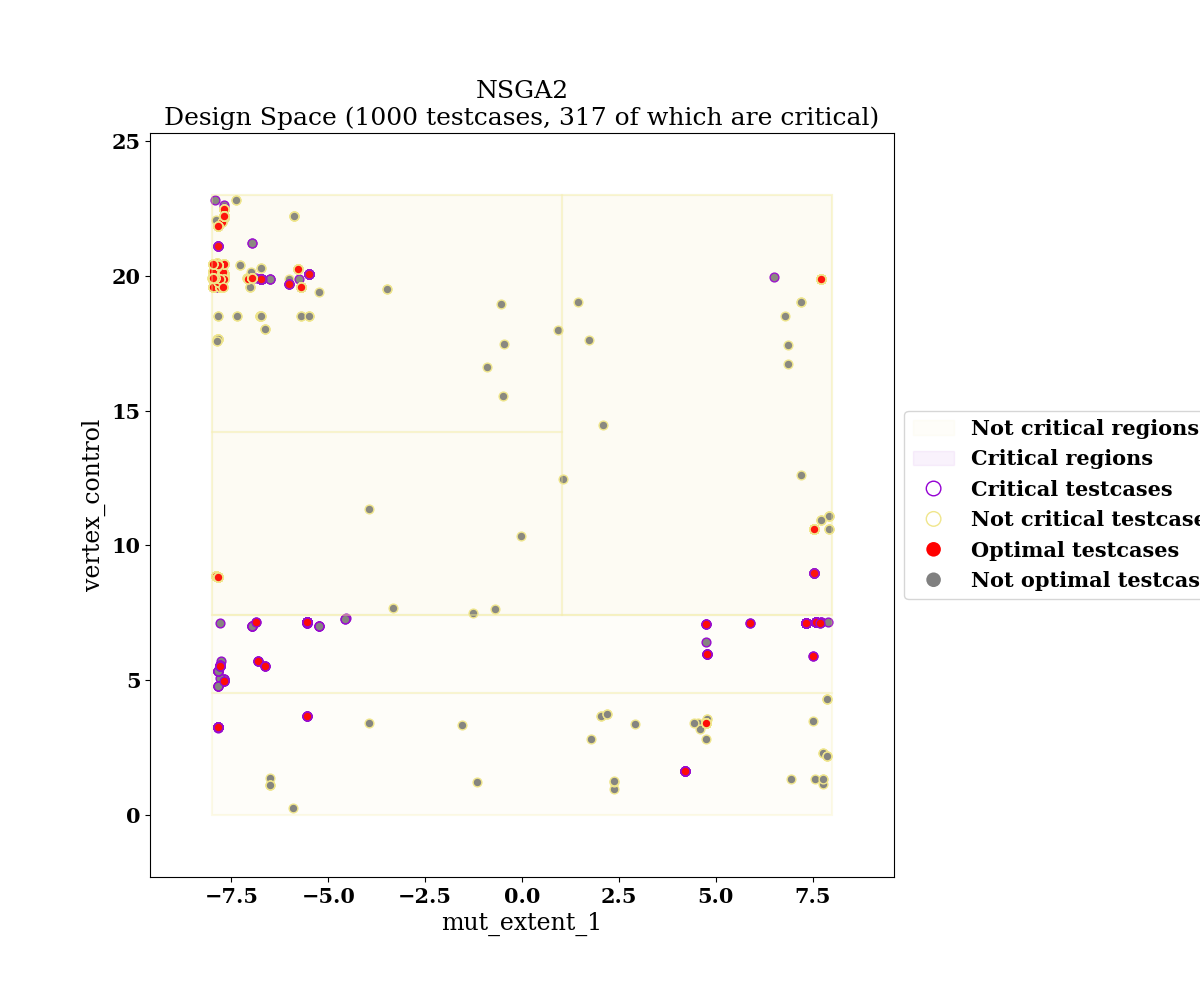 NSGA2
Design Space (1000 testcases, 317 of which are critical)
25
20
15
10
5
0
vertex_control
−7.5
−5.0
−2.5
0.0
2.5
5.0
7.5
mut_extent_1
Not critical regions
Critical regions
Critical testcases
Not critical testcase
Optimal testcases
Not optimal testcas